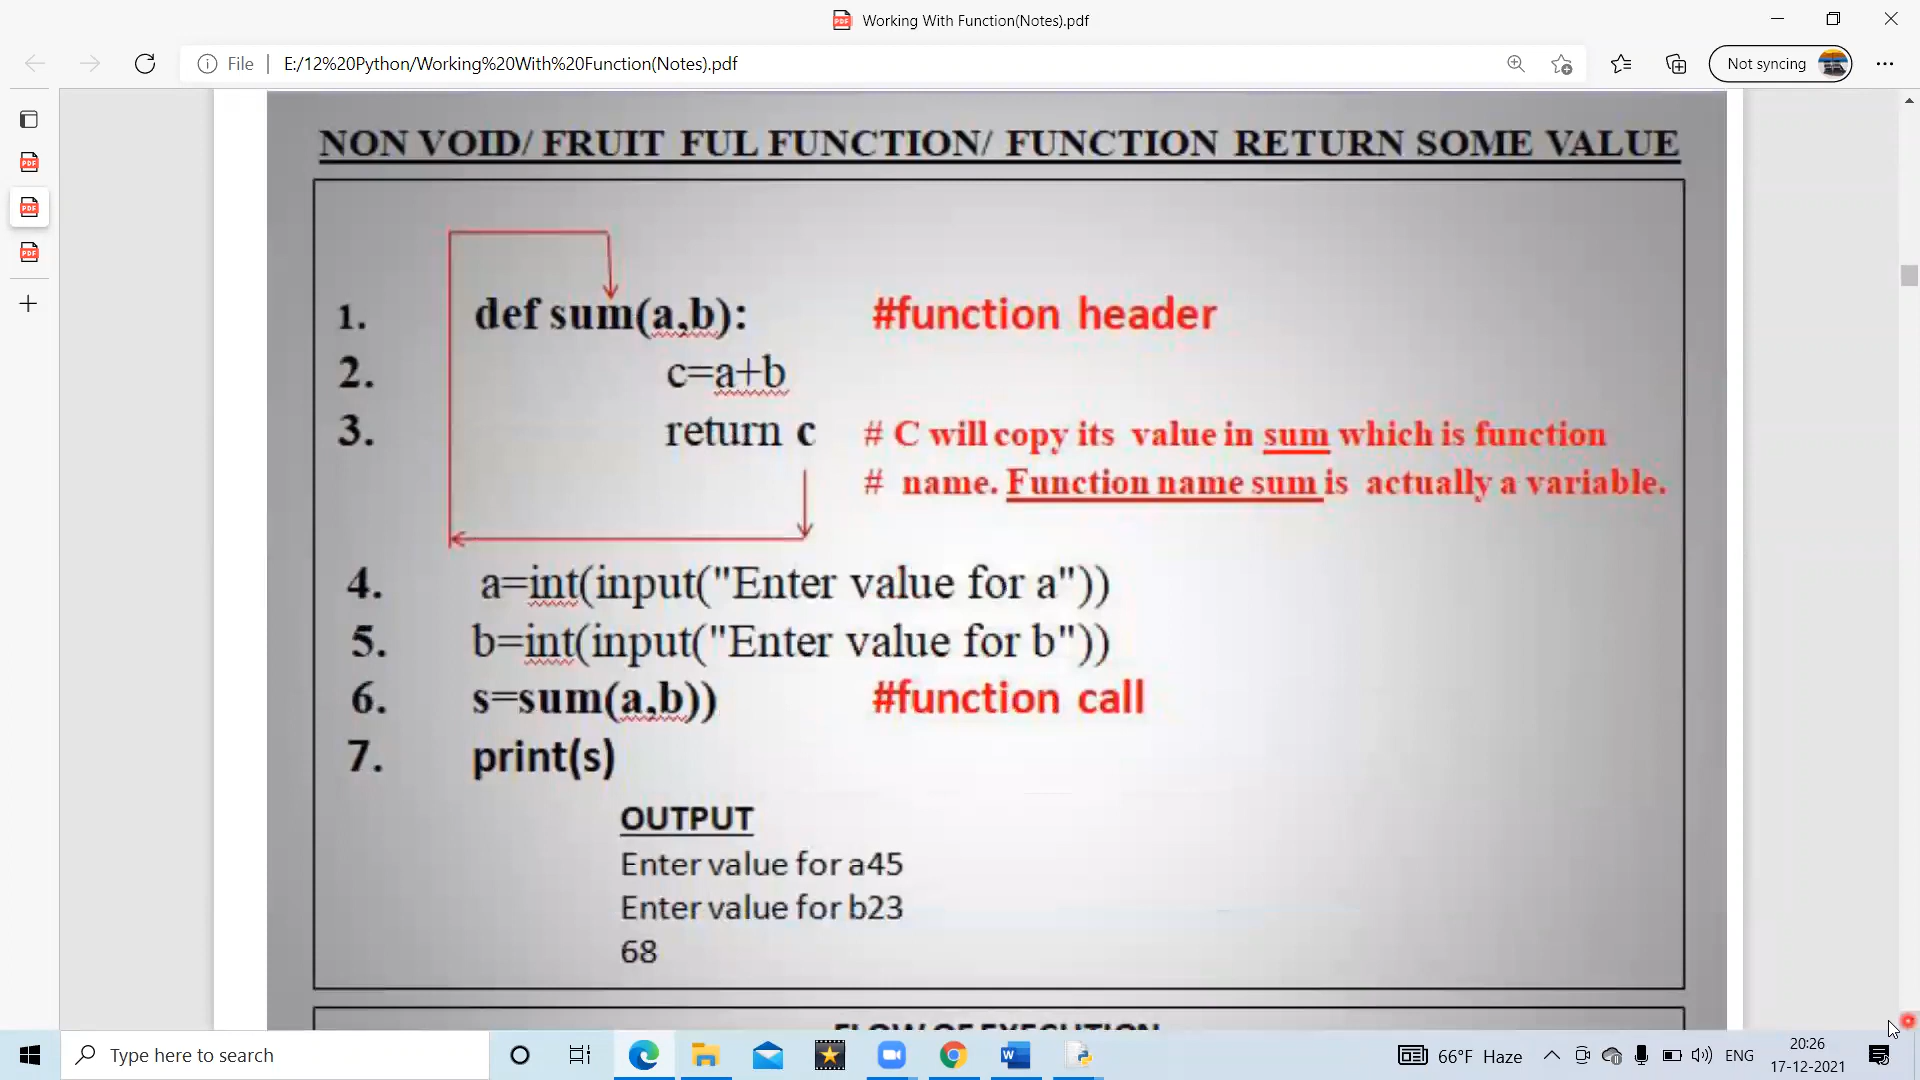 Working With Function(Notes).pdf
File E:/12%20Python/Working%20With%20Function(Notes).pdf Not syncing
NON VOID/ FRUIT FUL FUNCTION/ FUNCTION RETURN SOME VALUE
1. def sum(a,b): #function header
2. c=a+b
3. return c # C will copy its value in sum which is function
# name. Function name sum is actually a variable.
4. a=int(input("Enter value for a"))
5. b=int(input("Enter value for b"))
6. s=sum(a,b)) #function call
7. print(s)
OUTPUT
Enter value for a45
Enter value for b23
68
FLOW OF EXECUTION
Type here to search 66°F Haze ENG 20:26
17-12-2021